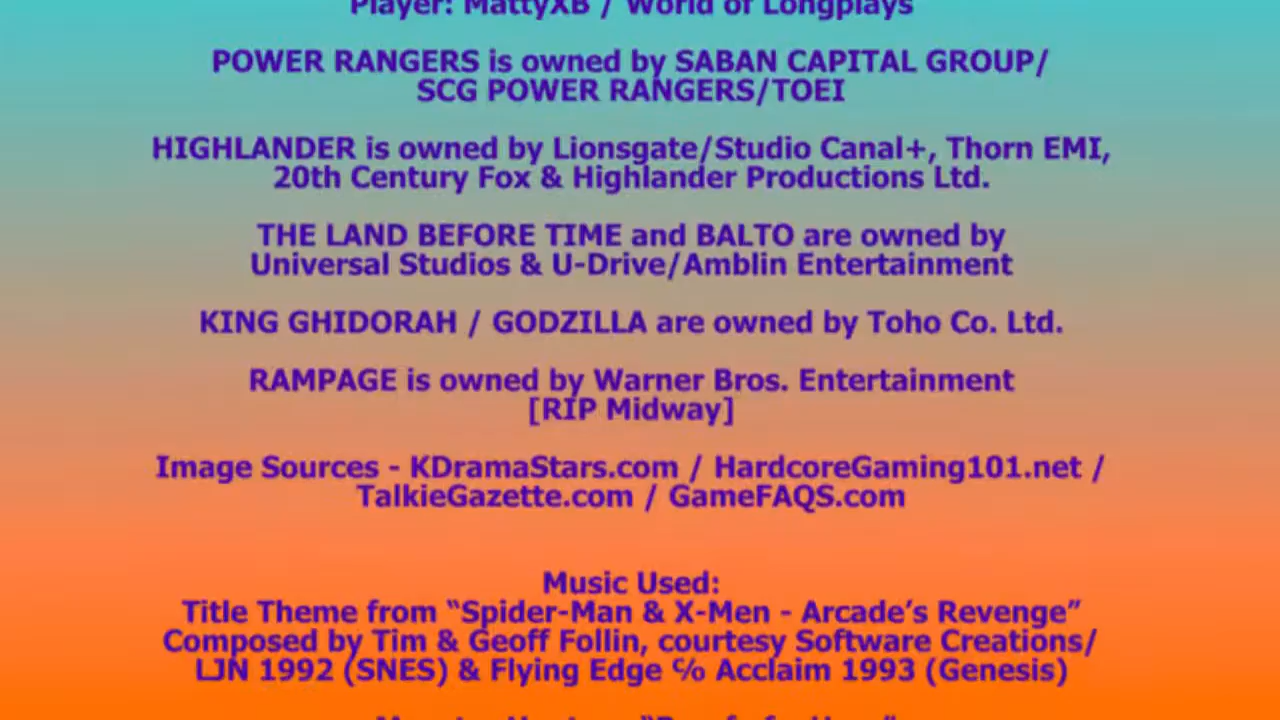 Player: MattyXB / World of Longplays
POWER RANGERS is owned by SABAN CAPITAL GROUP/
SCG POWER RANGERS/TOEI
HIGHLANDER is owned by Lionsgate/Studio Canal+, Thorn EMI,
20th Century Fox & Highlander Productions Ltd.
THE LAND BEFORE TIME and BALTO are owned by
Universal Studios & U-Drive/Amblin Entertainment
KING GHIDORAH / GODZILLA are owned by Toho Co. Ltd.
RAMPAGE is owned by Warner Bros. Entertainment
[RIP Midway]
Image Sources - KDramaStars.com / HardcoreGaming101.net /
TalkieGazette.com / GameFAQS.com
Music Used:
Title Theme from “Spider-Man & X-Men - Arcade’s Revenge”
Composed by Tim & Geoff Follin, courtesy Software Creations/
LJN 1992 (SNES) & Flying Edge ℅ Acclaim 1993 (Genesis)